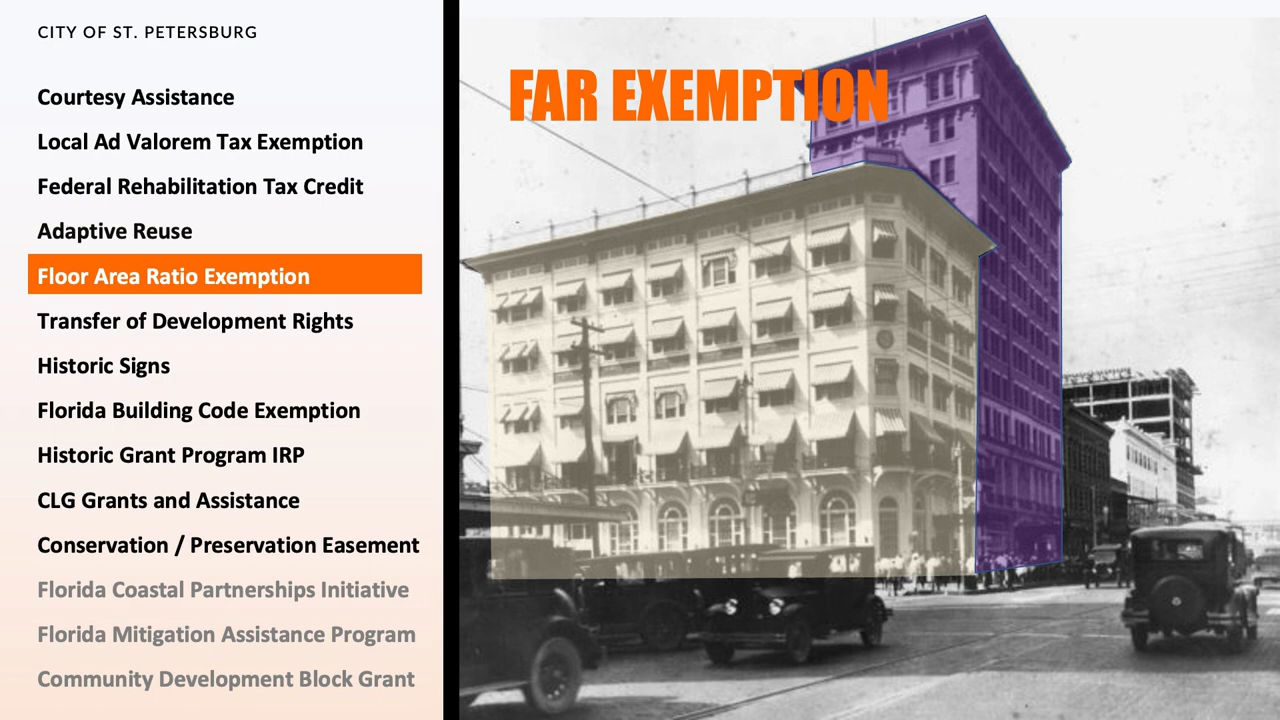 CITY OF ST. PETERSBURG
Courtesy Assistance
Local Ad Valorem Tax Exemption
Federal Rehabilitation Tax Credit
Adaptive Reuse
Floor Area Ratio Exemption
Transfer of Development Rights
Historic Signs
Florida Building Code Exemption
Historic Grant Program IRP
CLG Grants and Assistance
Conservation / Preservation Easement
Florida Coastal Partnerships Initiative
Florida Mitigation Assistance Program
Community Development Block Grant
FAR EXEMPTION